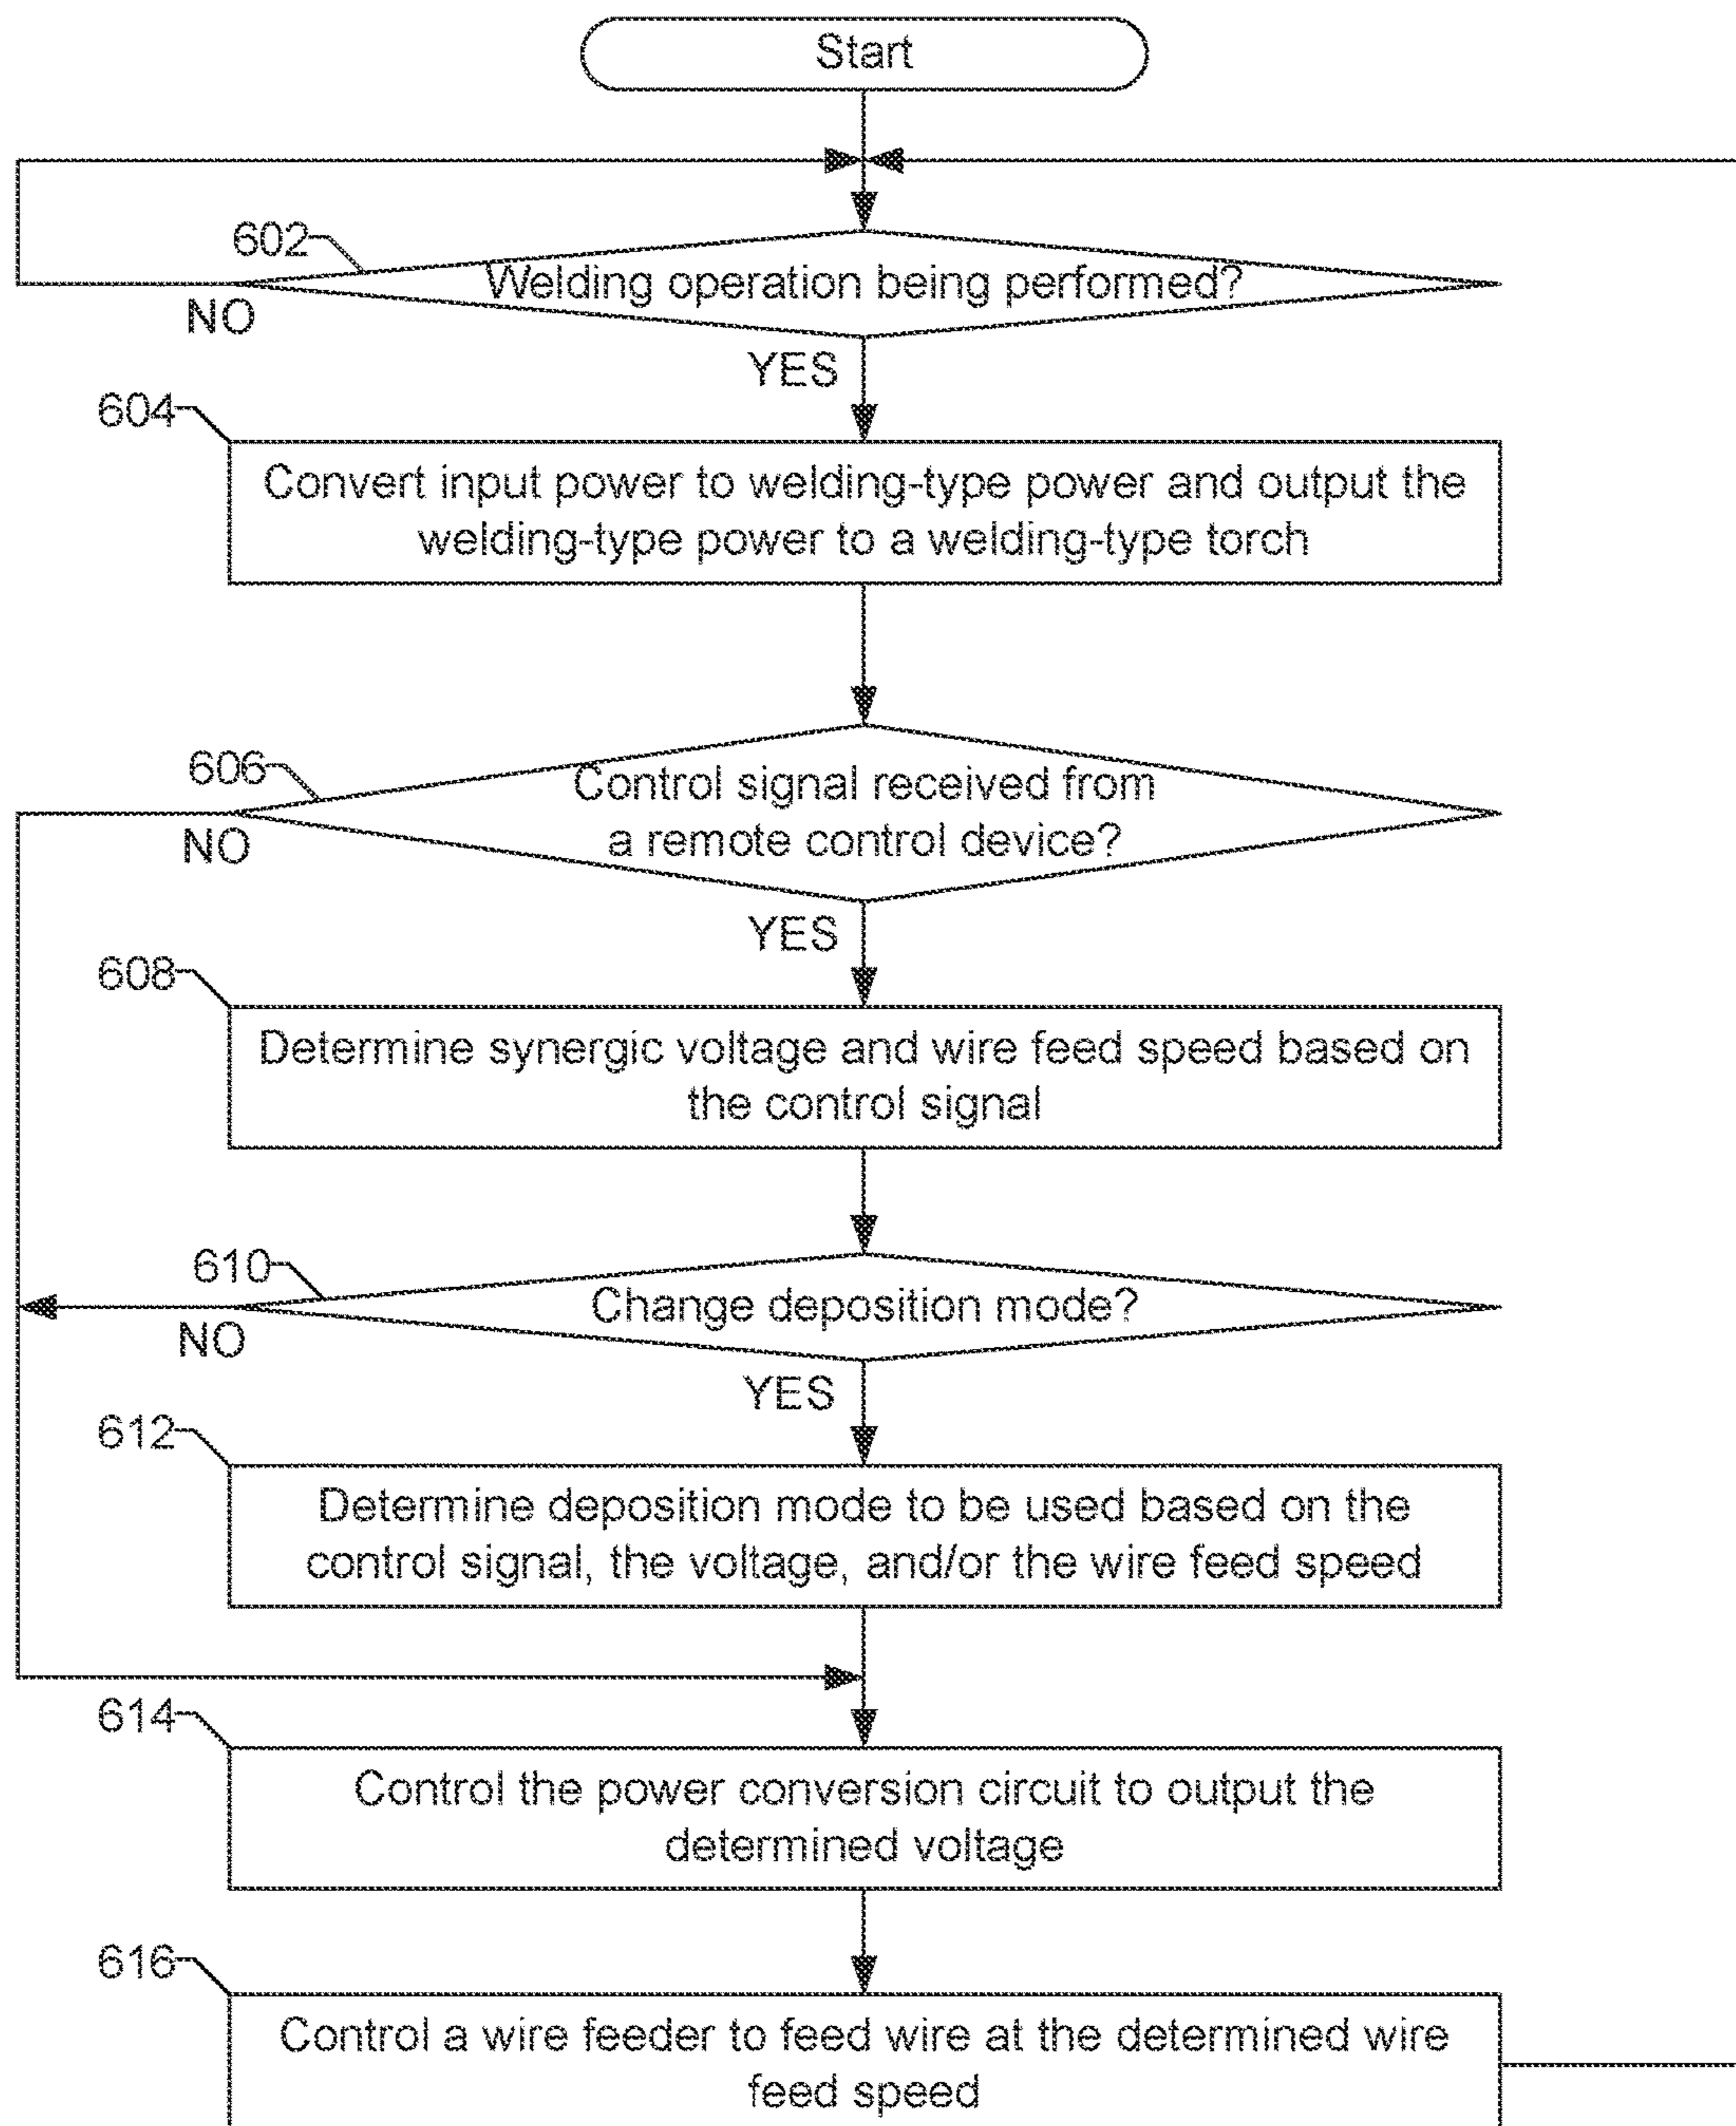 Start
602
Welding operation being performed?
NO
YES
604
Convert input power to welding-type power and output the
welding-type power to a welding-type torch
606
Control signal received from
a remote control device?
NO
YES
608
Determine synergic voltage and wire feed speed based on
the control signal
610
Change deposition mode?
NO
YES
612
Determine deposition mode to be used based on the
control signal, the voltage, and/or the wire feed speed
614
Control the power conversion circuit to output the
determined voltage
616
Control a wire feeder to feed wire at the determined wire
feed speed